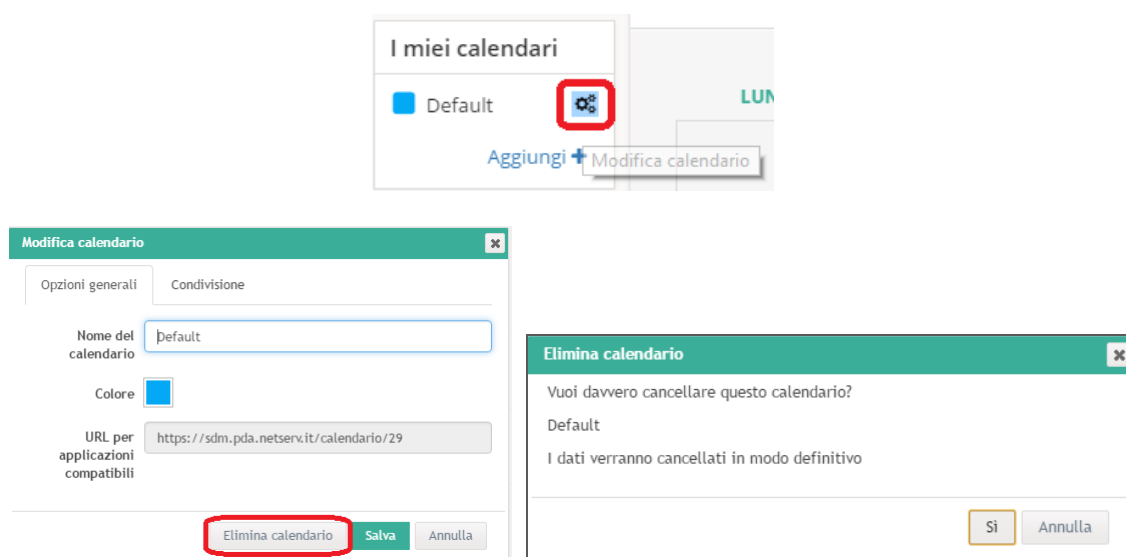 I miei calendari
Default
LUN
Aggiungi +
Modifica calendario
Modifica calendario
Opzioni generali Condivisione
Nome del
calendario
Default
Colore
URL per
applicazioni
compatibili
https://sdm.pda.netserv.it/calendario/29
Elimina calendario Salva Annulla
Elimina calendario
Vuoi davvero cancellare questo calendario?
Default
I dati verranno cancellati in modo definitivo
Sì Annulla